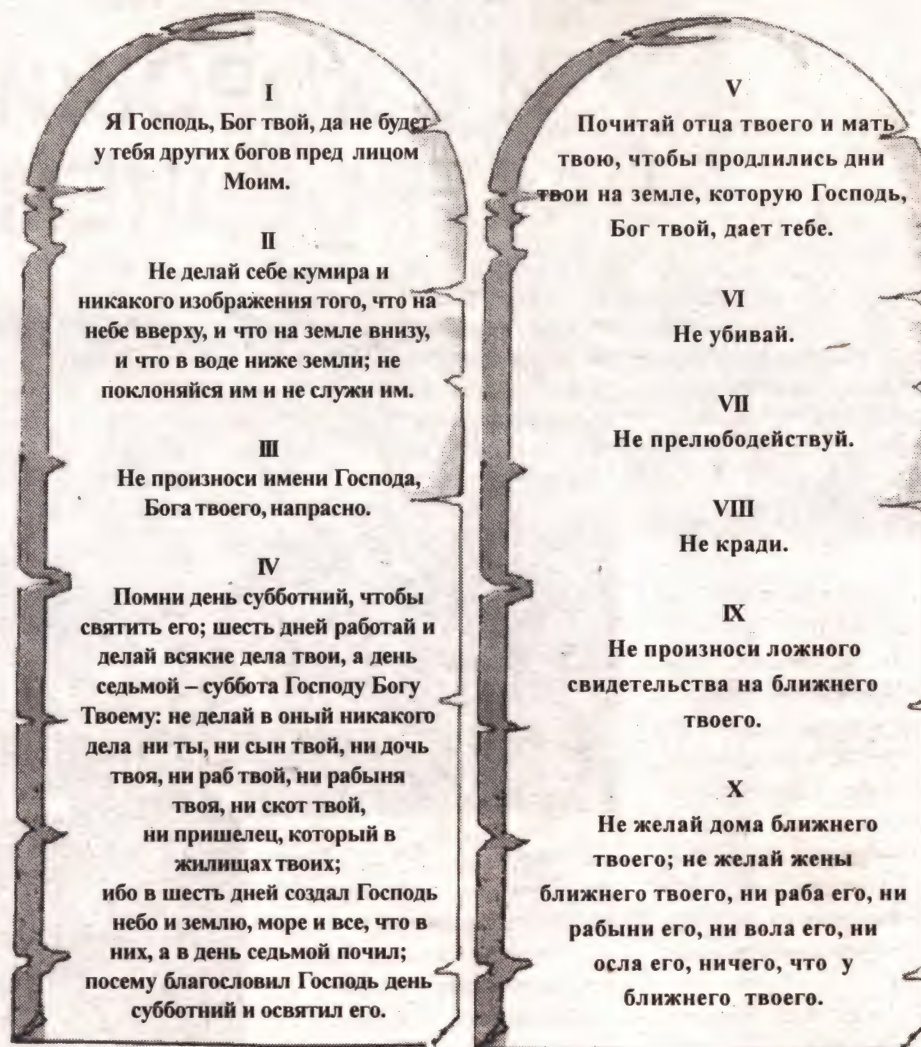 I
Я Господь, Бог твой, да не будет
у тебя других богов пред лицом
Моим.
II
Не делай себе кумира и
никакого изображения того, что на
небе вверху, и что на земле внизу,
и что в воде ниже земли; не
поклоняйся им и не служи им.
III
Не произноси имени Господа,
Бога твоего, напрасно.
IV
Помни день субботний, чтобы
святить его; шесть дней работай и
делай всякие дела твои, а день
седьмой – суббота Господу Богу
Твоему: не делай в оный никакого
дела ни ты, ни сын твой, ни дочь
твоя, ни раб твой, ни рабыня
твоя, ни скот твой,
ни пришелец, который в
жилищах твоих;
ибо в шесть дней создал Господь
небо и землю, море и все, что в
них, а в день седьмой почил;
посему благословил Господь день
субботний и освятил его.
V
Почитай отца твоего и мать
твою, чтобы продлились дни
твои на земле, которую Господь,
Бог твой, дает тебе.
VI
Не убивай.
VII
Не прелюбодействуй.
VIII
Не кради.
IX
Не произноси ложного
свидетельства на ближнего
твоего.
X
Не желай дома ближнего
твоего; не желай жены
ближнего твоего, ни раба его, ни
рабыни его, ни вола его, ни
осла его, ничего, что у
ближнего твоего.